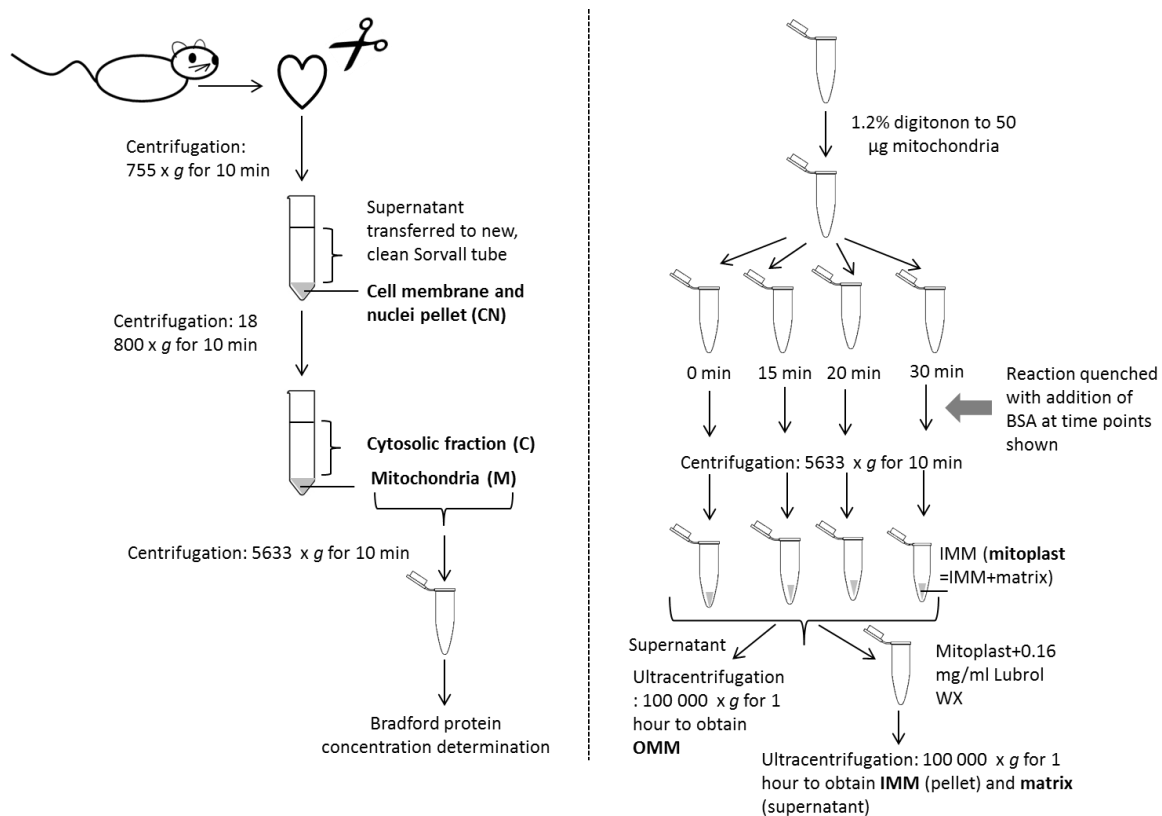 Centrifugation:
755 x g for 10 min
Supernatant
transferred to new,
clean Sorvall tube
Cell membrane and
nuclei pellet (CN)
Centrifugation: 18
800 x g for 10 min
Cytosolic fraction (C)
Mitochondria (M)
Centrifugation: 5633 x g for 10 min
Bradford protein
concentration determination
1.2% digitonon to 50
µg mitochondria
0 min
15 min
20 min
30 min
Reaction quenched
with addition of
BSA at time points
shown
Centrifugation: 5633 x g for 10 min
IMM (mitoplast
=IMM+matrix)
Supernatant
Ultracentrifugation
: 100 000 x g for 1
hour to obtain
OMM
Mitoplast+0.16
mg/ml Lubrol
WX
Ultracentrifugation: 100 000 x g for 1
hour to obtain IMM (pellet) and matrix
(supernatant)